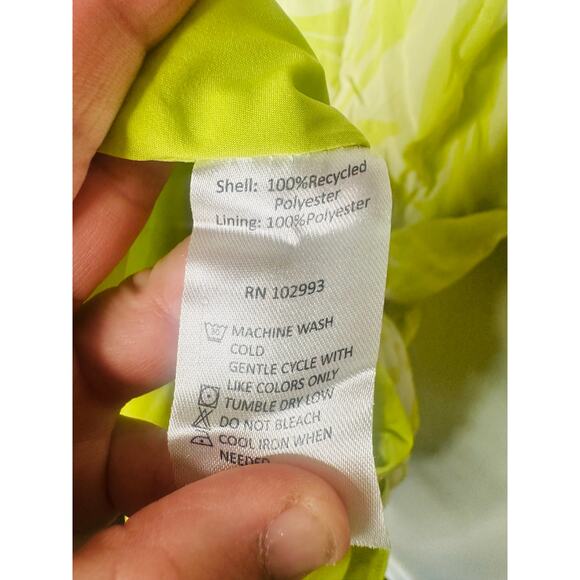 Shell: 100%Recycled
Polyester
Lining: 100%Polyester
RN 102993
30 MACHINE WASH
COLD
GENTLE CYCLE WITH
LIKE COLORS ONLY
TUMBLE DRY LOW
DO NOT BLEACH
COOL IRON WHEN
NEEDED